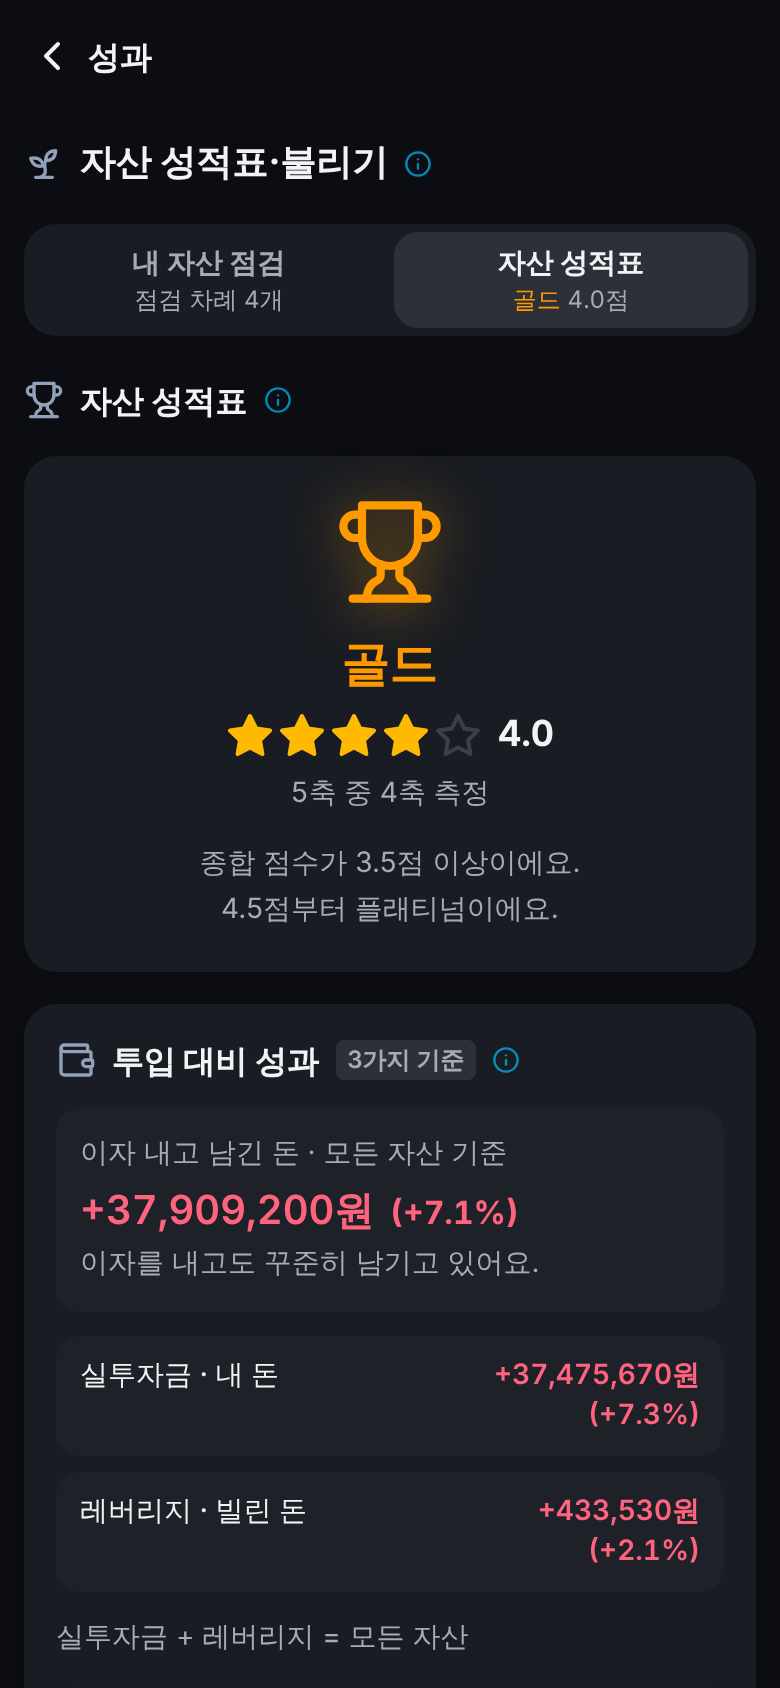 성과
자산 성적표·불리기
내 자산 점검
점검 차례 4개
자산 성적표
골드 4.0점
자산 성적표
골드
4.0
5축 중 4축 측정
종합 점수가 3.5점 이상이에요.
4.5점부터 플래티넘이에요.
투입 대비 성과 3가지 기준
이자 내고 남긴 돈 · 모든 자산 기준
+37,909,200원 (+7.1%)
이자를 내고도 꾸준히 남기고 있어요.
실투자금 · 내 돈
+37,475,670원
(+7.3%)
레버리지 · 빌린 돈
+433,530원
(+2.1%)
실투자금 + 레버리지 = 모든 자산